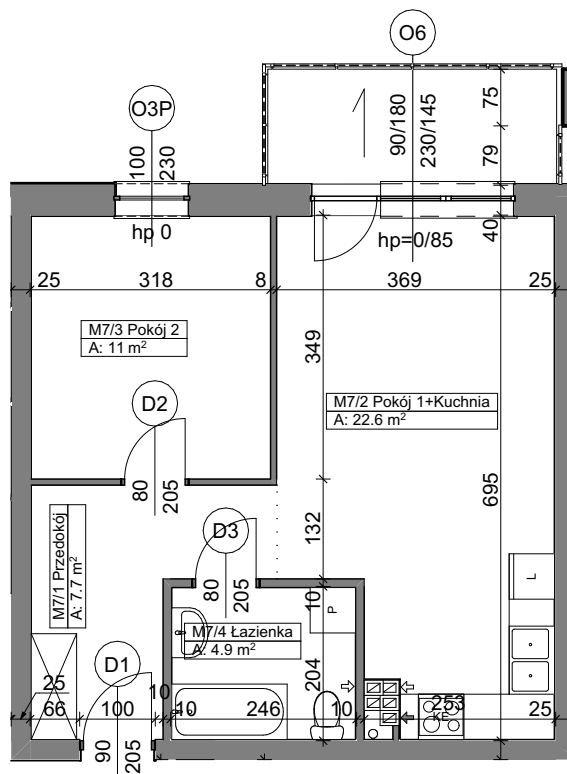 O6
O3P
100
230
90/180
230/145
1
75
79
hp 0
hp=0/85
40
25
318
8
369
25
M7/3 Pokój 2
A: 11 m²
349
M7/2 Pokój 1+Kuchnia
A: 22.6 m²
D2
80
205
695
132
D3
80
205
M7/1 Przedokój
A: 7.7 m²
L
10
P
M7/4 Łazienka
A: 4.9 m²
204
D1
25
66
100
10
10
246
10
253
KE
25
90
205